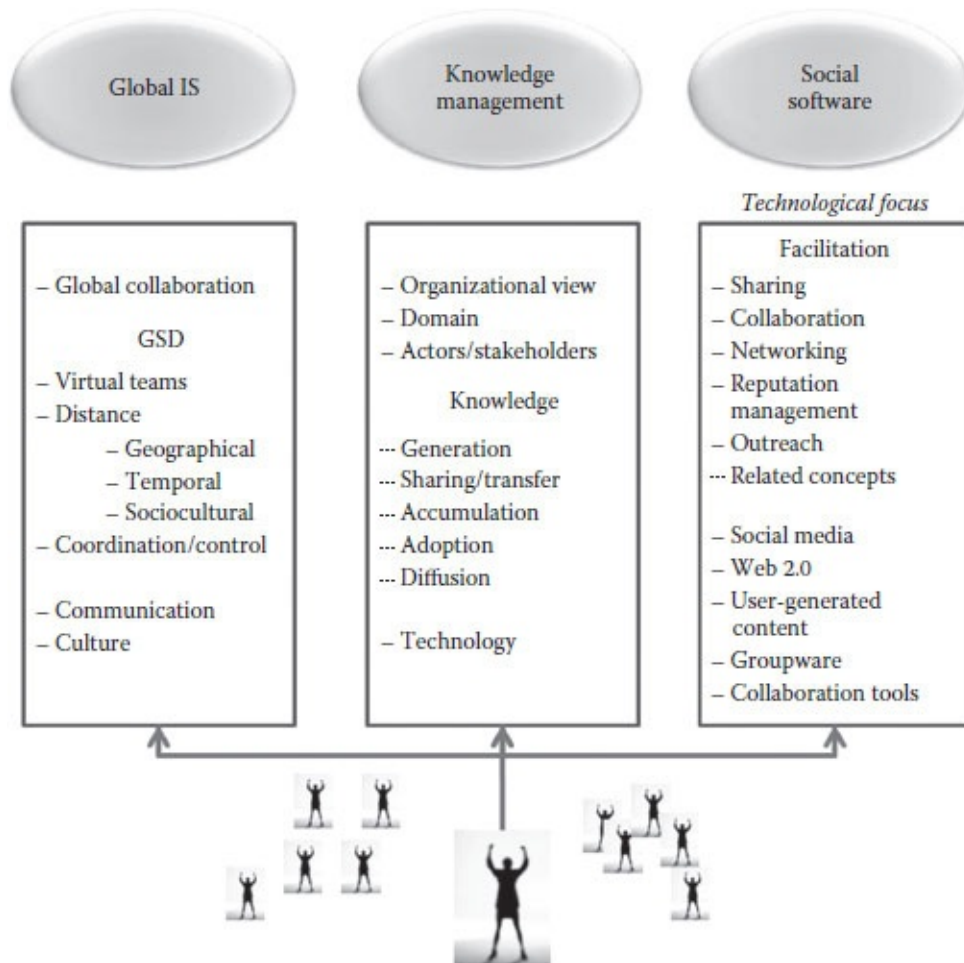 Global IS
Knowledge
management
Social
software
– Global collaboration
GSD
– Virtual teams
– Distance
– Geographical
– Temporal
– Sociocultural
– Coordination/control
– Communication
– Culture
– Organizational view
– Domain
– Actors/stakeholders
Knowledge
--- Generation
--- Sharing/transfer
--- Accumulation
--- Adoption
--- Diffusion
– Technology
Technological focus
Facilitation
– Sharing
– Collaboration
– Networking
– Reputation
management
– Outreach
--- Related concepts
– Social media
– Web 2.0
– User-generated
content
– Groupware
– Collaboration tools